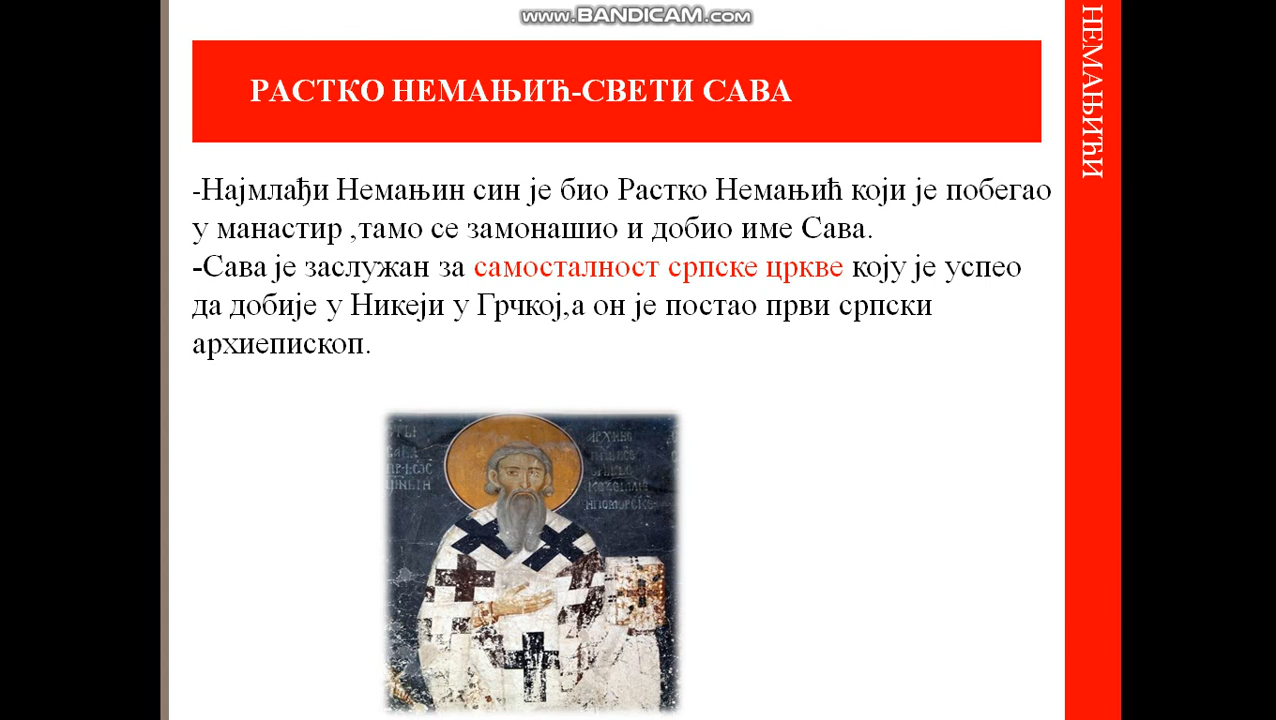 www.BANDICAM.com
РАСТКО НЕМАЊИЋ-СВЕТИ САВА
НЕМАЊИЋИ
-Најмлађи Немањин син је био Растко Немањић који је побегао
у манастир ,тамо се замонашио и добио име Сава.
-Сава је заслужан за самосталност српске цркве коју је успео
да добије у Никеји у Грчкој,а он је постао први српски
архиепископ.